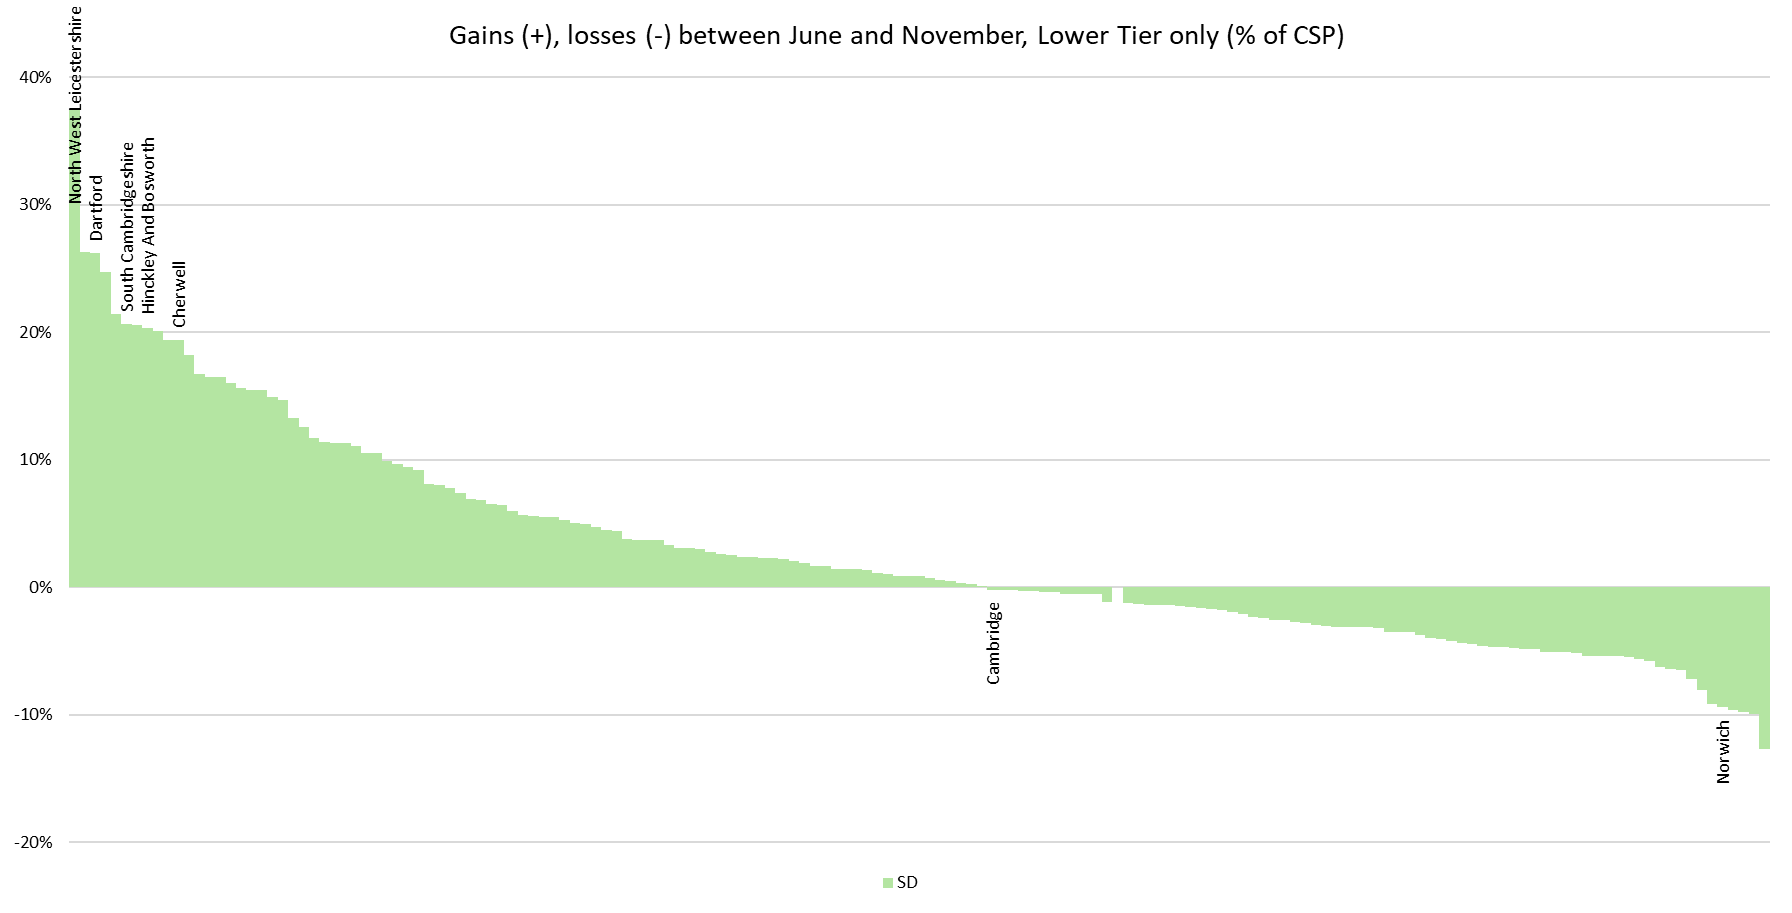 Gains (+), losses (-) between June and November, Lower Tier only (% of CSP)
40%
30%
20%
10%
0%
-10%
-20%
North West Leicestershire
Dartford
South Cambridgeshire
Hinckley And Bosworth
Cherwell
Cambridge
Norwich
SD